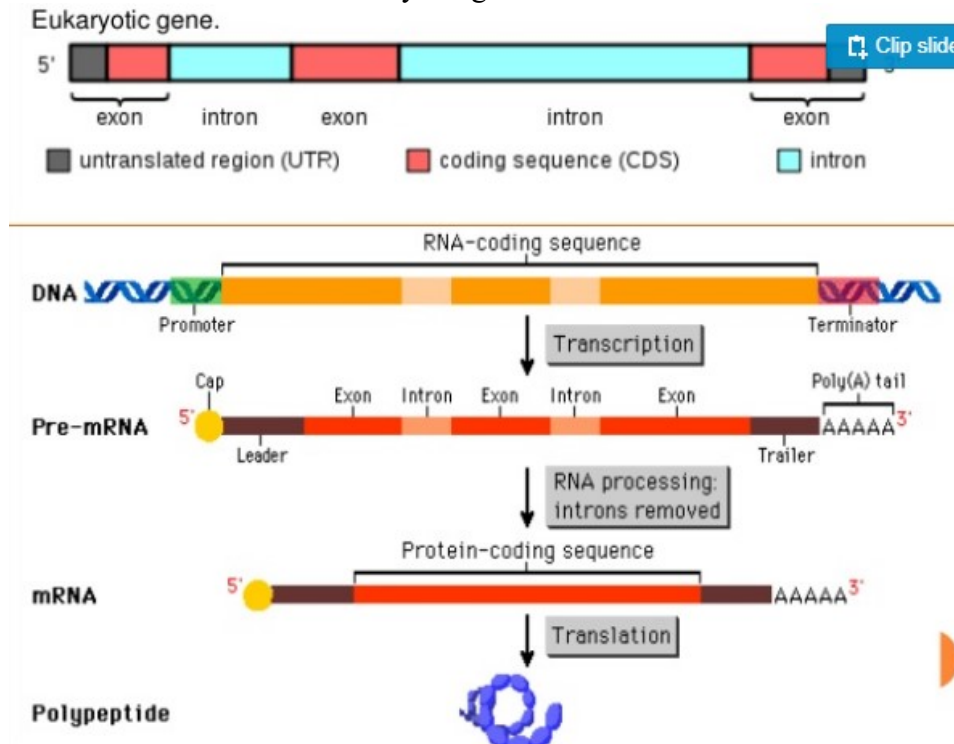 Eukaryotic gene.
Clip slide
5'
exon intron exon intron exon
untranslated region (UTR) coding sequence (CDS) intron
RNA-coding sequence
DNA
Promoter Terminator
Transcription
Cap Exon Intron Exon Intron Exon Poly(A) tail
Pre-mRNA 5' AAAAA 3'
Leader Trailer
RNA processing:
introns removed
Protein-coding sequence
mRNA 5' AAAAA 3'
Translation
Polypeptide